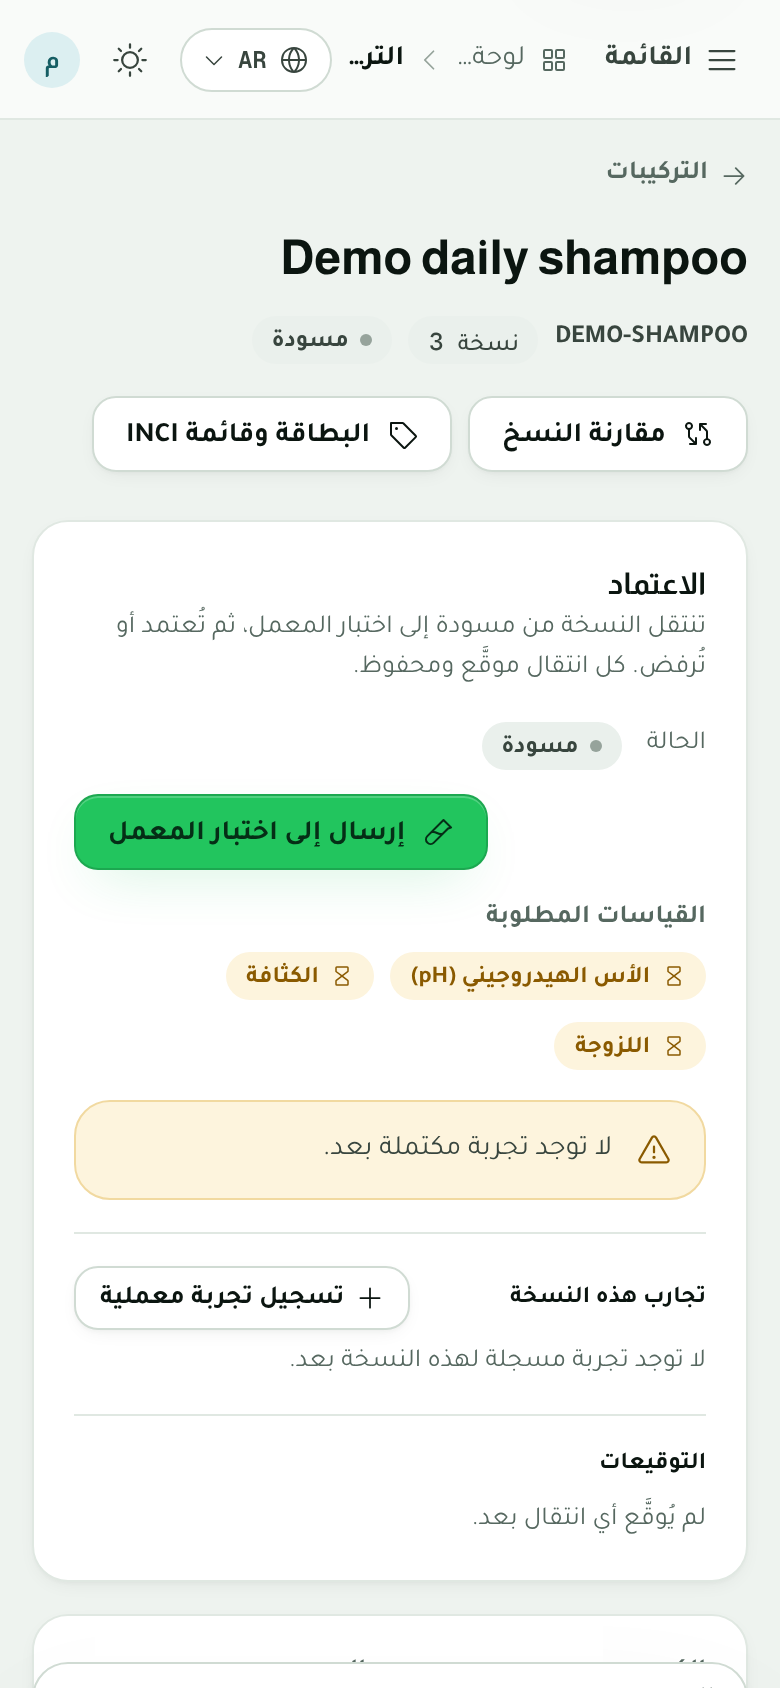 القائمة لوحة... التر... AR م
التركيبات
Demo daily shampoo
DEMO-SHAMPOO نسخة 3 مسودة
مقارنة النسخ البطاقة وقائمة INCI
الاعتماد
تنتقل النسخة من مسودة إلى اختبار المعمل، ثم تُعتمد أو
تُرفض. كل انتقال موقَّع ومحفوظ.
الحالة مسودة
إرسال إلى اختبار المعمل
القياسات المطلوبة
الأس الهيدروجيني (pH) الكثافة
اللزوجة
لا توجد تجربة مكتملة بعد.
تجارب هذه النسخة تسجيل تجربة معملية
لا توجد تجربة مسجلة لهذه النسخة بعد.
التوقيعات
لم يُوقَّع أي انتقال بعد.